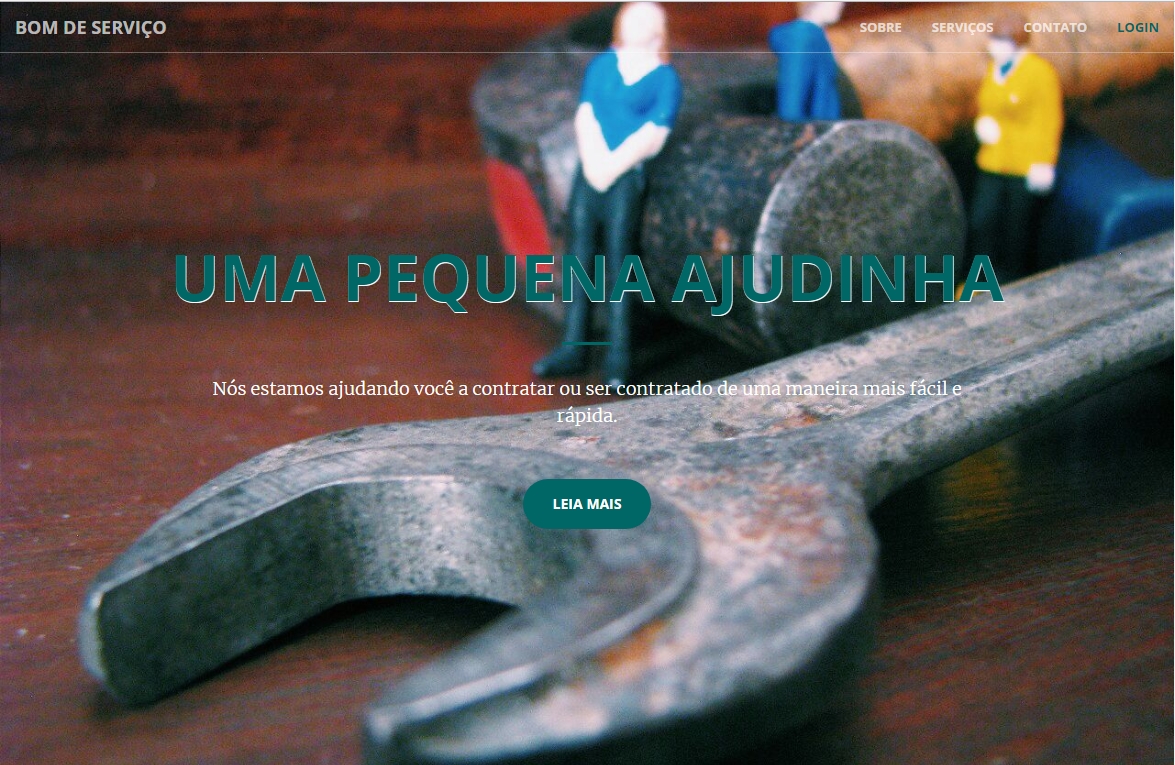 BOM DE SERVIÇO
SOBRE
SERVIÇOS
CONTATO
LOGIN
UMA PEQUENA AJUDINHA
Nós estamos ajudando você a contratar ou ser contratado de uma maneira mais fácil e
rápida.
LEIA MAIS